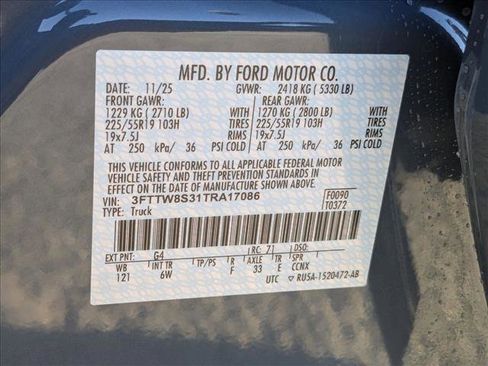 MFD. BY FORD MOTOR CO.
DATE: 11/25 GVWR: 2418 KG ( 5330 LB)
FRONT GAWR: REAR GAWR:
1229 KG ( 2710 LB) 1270 KG ( 2800 LB)
225/55R19 103H TIRES 225/55R19 103H TIRES
19x7.5J RIMS 19x7.5J RIMS
AT 250 kPa/ 36 PSI COLD AT 250 kPa/ 36 PSI COLD
THIS VEHICLE CONFORMS TO ALL APPLICABLE FEDERAL MOTOR
VEHICLE SAFETY AND THEFT PREVENTION STANDARDS IN
EFFECT ON THE DATE OF MANUFACTURE SHOWN ABOVE.
VIN: 3FTTW8S31TRA17086 F0090
TYPE: Truck T0372
EXT PNT: G4 RC: 71 DSO:
WB INT TR TP/PS R AXLE TR SPR
121 6W F 33 E CCNX
UTC RU5A-1520472-AB